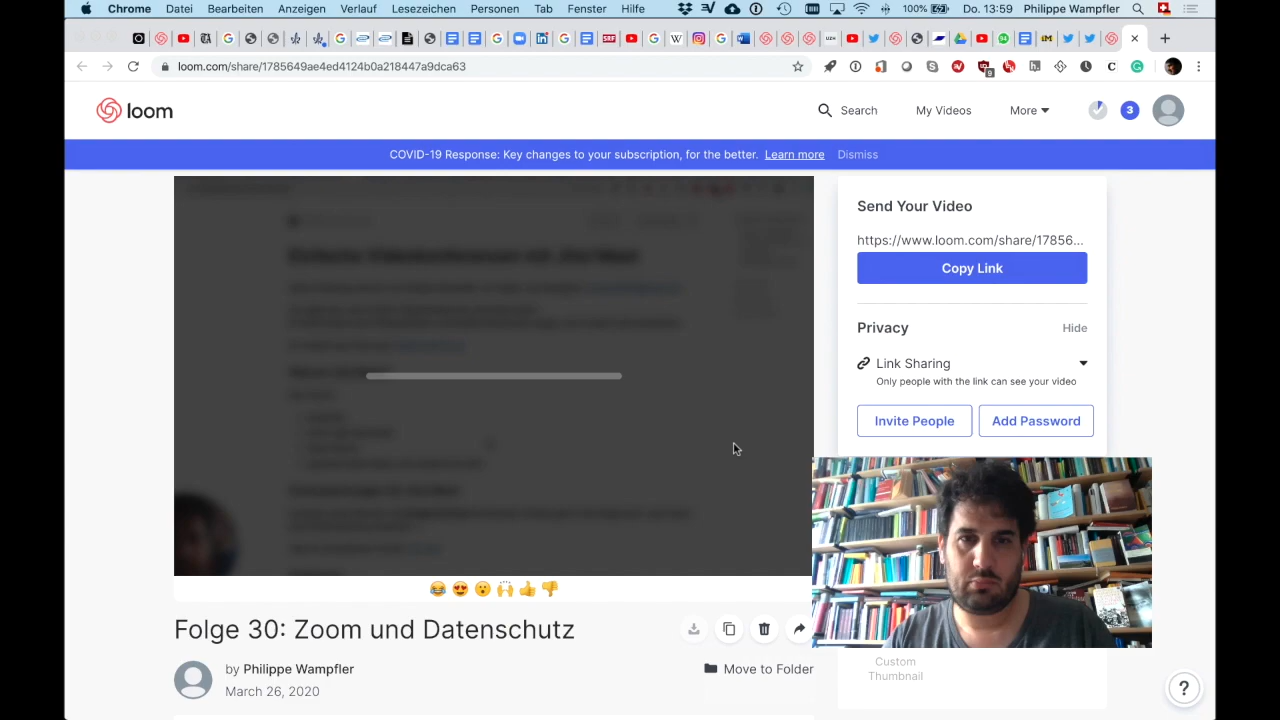 Chrome Datei Bearbeiten Anzeigen Verlauf Lesezeichen Personen Tab Fenster Hilfe 100% Do. 13:59 Philippe Wampfler
loom.com/share/1785649ae4ed4124b0a218447a9dca63
loom Search My Videos More 3
COVID-19 Response: Key changes to your subscription, for the better. Learn more Dismiss
Send Your Video
https://www.loom.com/share/17856...
Copy Link
Privacy Hide
Link Sharing
Only people with the link can see your video
Invite People Add Password
Folge 30: Zoom und Datenschutz
by Philippe Wampfler
March 26, 2020
Move to Folder
Custom
Thumbnail
?